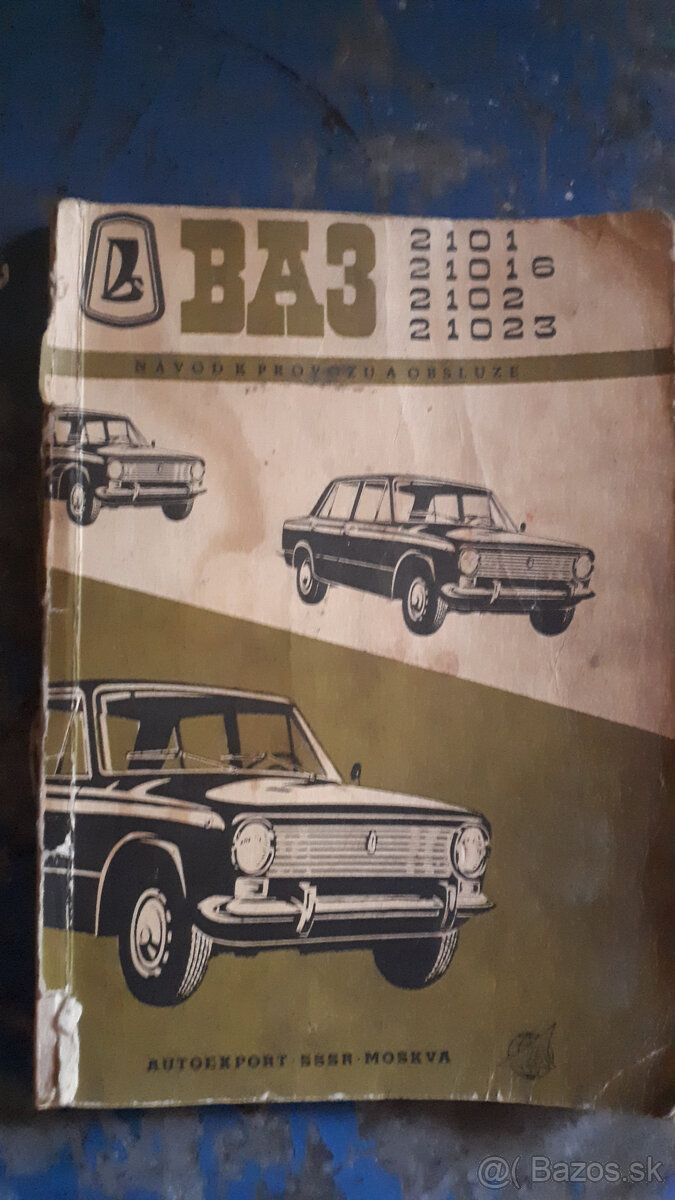 ВАЗ
2101
21016
2102
21023
NÁVOD K PROVOZU A OBSLUZE
AUTOEXPORT SSSR·MOSKVA
@( Bazos.sk